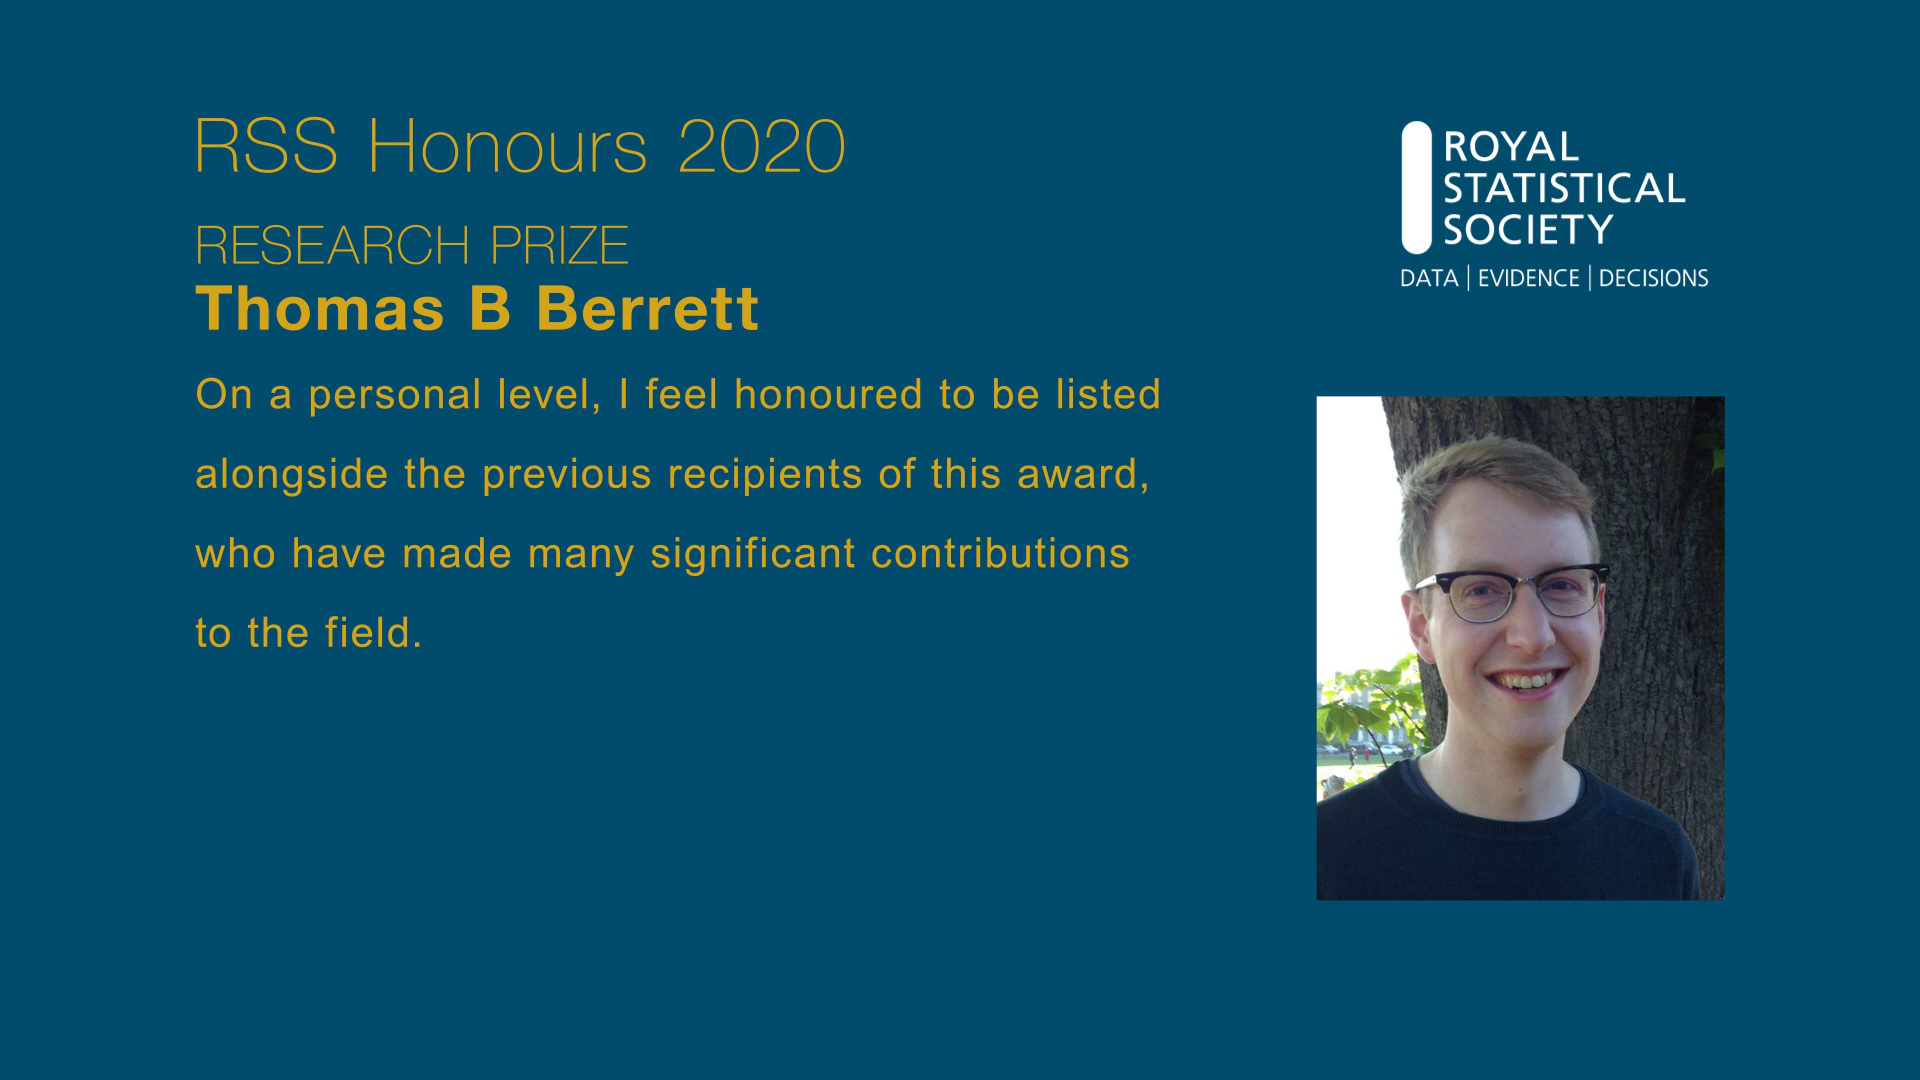 RSS Honours 2020
RESEARCH PRIZE
Thomas B Berrett
On a personal level, I feel honoured to be listed
alongside the previous recipients of this award,
who have made many significant contributions
to the field.
ROYAL
STATISTICAL
SOCIETY
DATA | EVIDENCE | DECISIONS